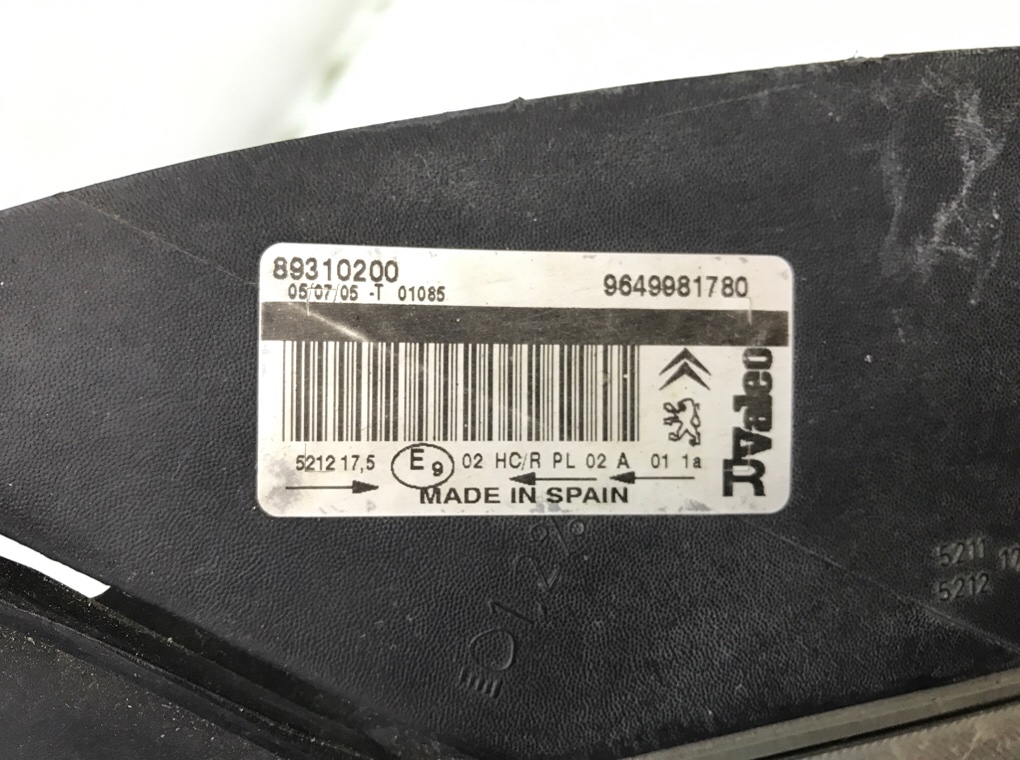 89310200
05/07/05 -T 01085
9649981780
Valeo
5212 17,5 E9 02 HC/R PL 02 A 01 1a
MADE IN SPAIN
5211
5212